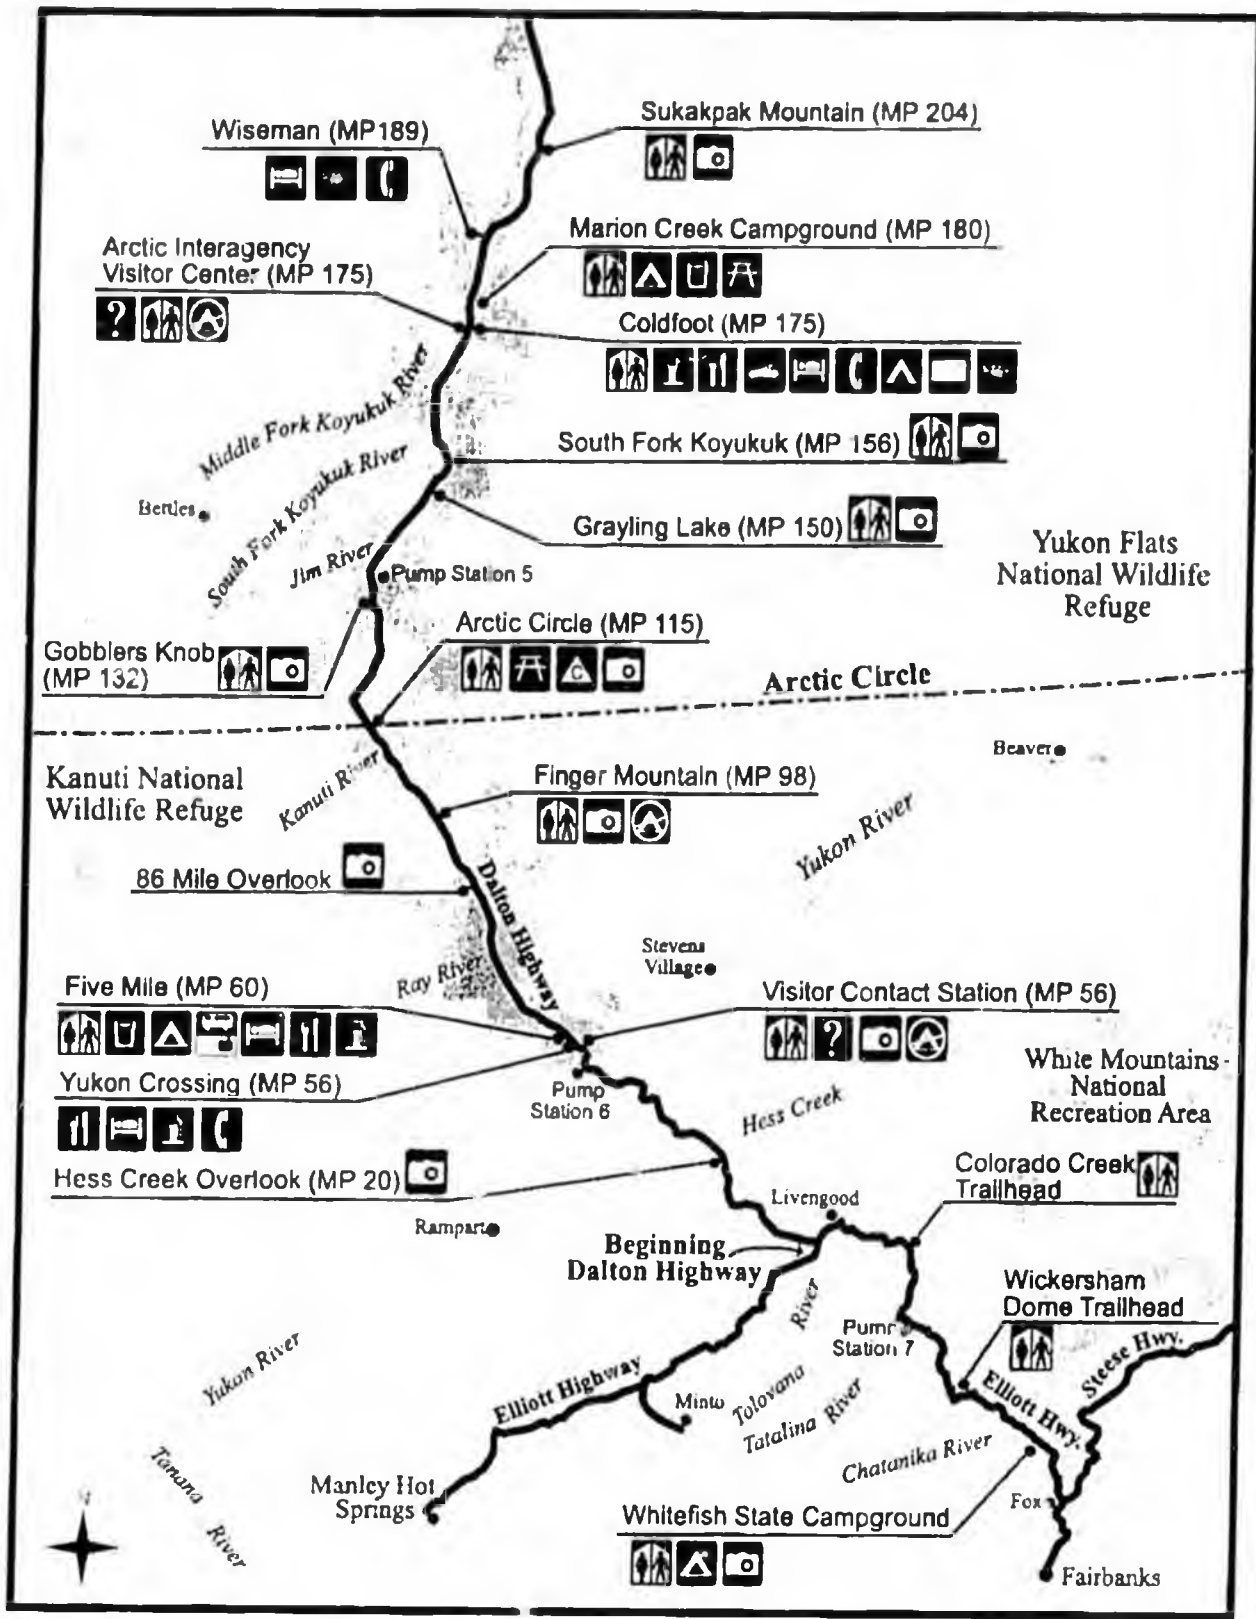 Sukakpak Mountain (MP 204)
Wiseman (MP189)
Marion Creek Campground (MP 180)
Arctic Interagency
Visitor Center (MP 175)
?
Coldfoot (MP 175)
Middle Fork Koyukuk River
South Fork Koyukuk (MP 156)
South Fork Koyukuk River
Bettles
Grayling Lake (MP 150)
Jim River
Pump Station 5
Yukon Flats
National Wildlife
Refuge
Arctic Circle (MP 115)
C
Gobblers Knob
(MP 132)
Arctic Circle
Beaver
Kanuti National
Wildlife Refuge
Kanuti River
Finger Mountain (MP 98)
Yukon River
86 Mile Overlook
Dalton Highway
Stevens
Village
Ray River
Five Mile (MP 60)
Visitor Contact Station (MP 56)
?
White Mountains
National
Recreation Area
Yukon Crossing (MP 56)
Pump
Station 6
Hess Creek
Hess Creek Overlook (MP 20)
Colorado Creek
Trailhead
Livengood
Rampart
Beginning
Dalton Highway
Wickersham
Dome Trailhead
Pump
Station 7
Steese Hwy.
Yukon River
Elliott Highway
Minto
Tolovana
River
Tatalina River
Elliott Hwy.
Chatanika River
Tanana
River
Manley Hot
Springs
Fox
Whitefish State Campground
Fairbanks